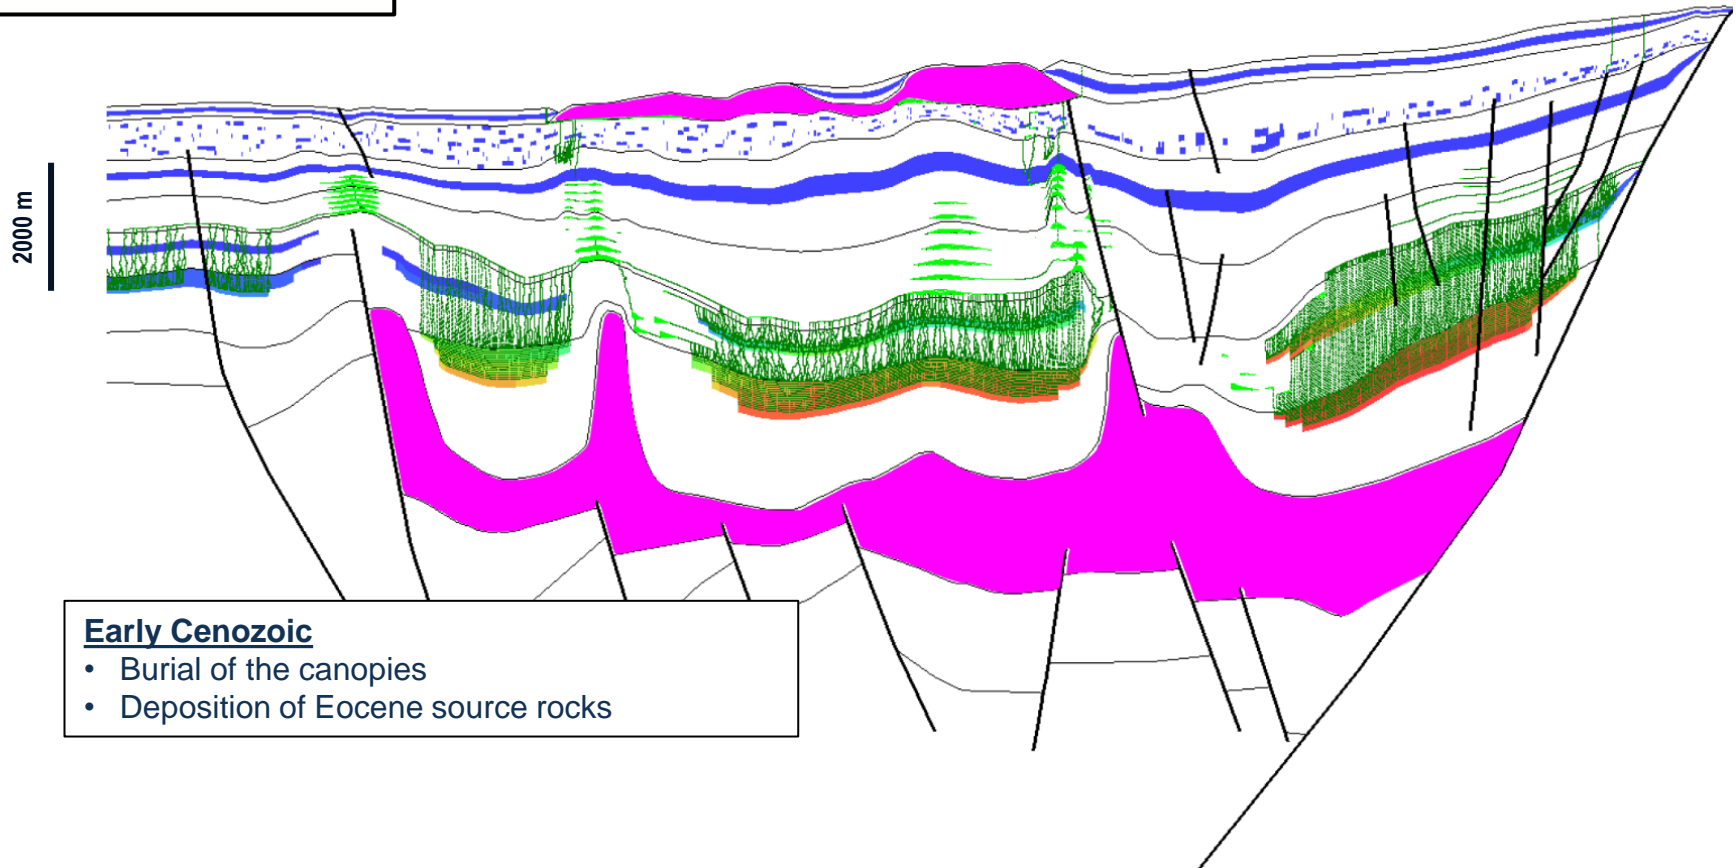 2000 m
Early Cenozoic
• Burial of the canopies
• Deposition of Eocene source rocks